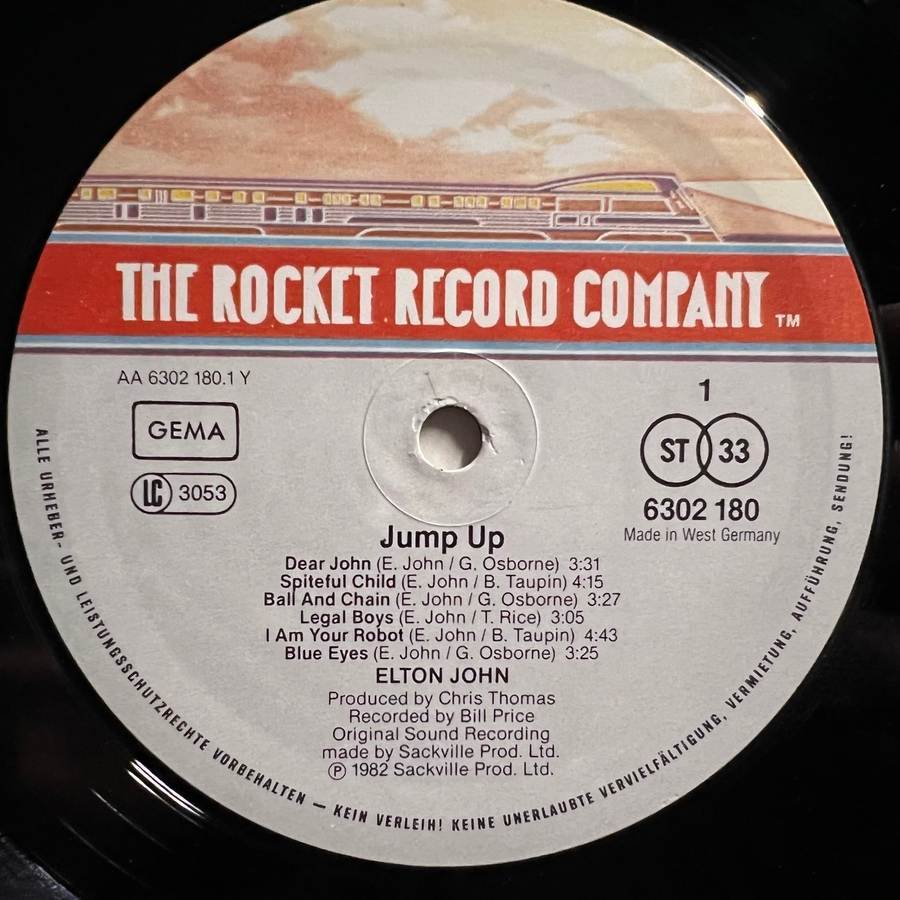 THE ROCKET RECORD COMPANY TM
AA 6302 180.1 Y
GEMA
LC 3053
1
ST 33
6302 180
Made in West Germany
Jump Up
Dear John (E. John / G. Osborne) 3:31
Spiteful Child (E. John / B. Taupin) 4:15
Ball And Chain (E. John / G. Osborne) 3:27
Legal Boys (E. John / T. Rice) 3:05
I Am Your Robot (E. John / B. Taupin) 4:43
Blue Eyes (E. John / G. Osborne) 3:25
ELTON JOHN
Produced by Chris Thomas
Recorded by Bill Price
Original Sound Recording
made by Sackville Prod. Ltd.
℗ 1982 Sackville Prod. Ltd.
ALLE URHEBER- UND LEISTUNGSSCHUTZRECHTE VORBEHALTEN — KEIN VERLEIH! KEINE UNERLAUBTE VERVIELFÄLTIGUNG, VERMIETUNG, AUFFÜHRUNG, SENDUNG!